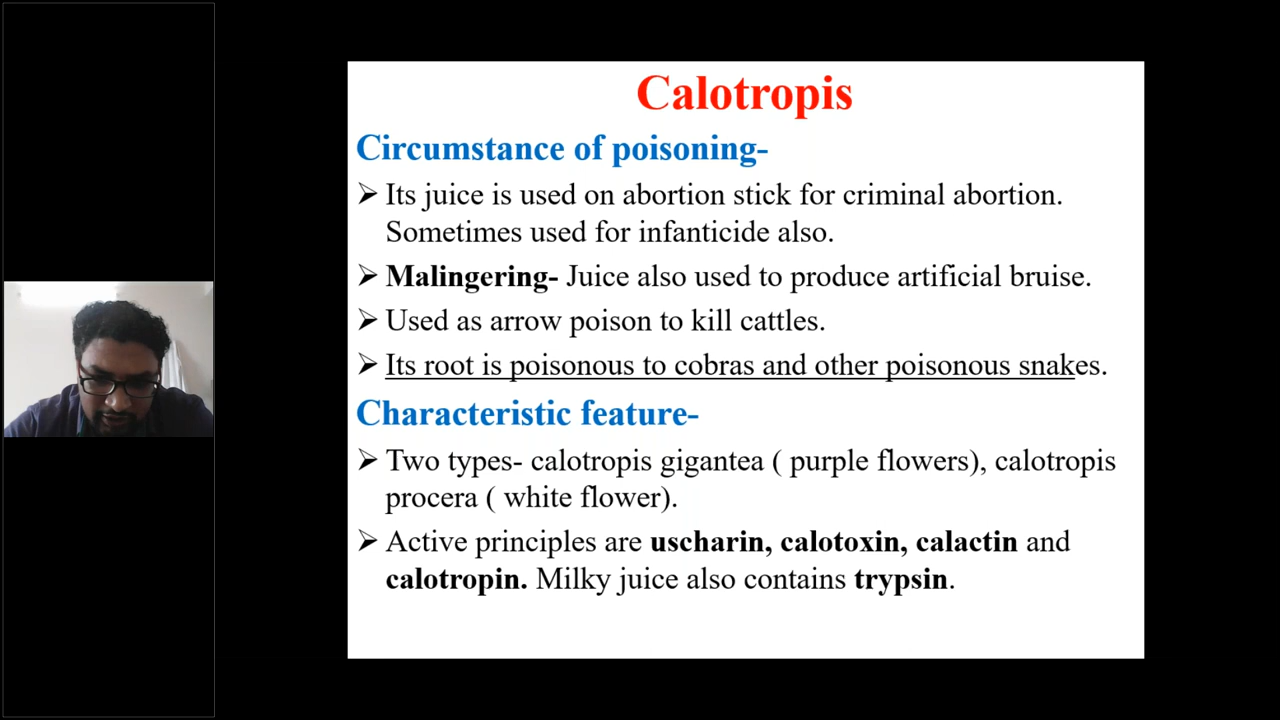 Calotropis
Circumstance of poisoning-
➢ Its juice is used on abortion stick for criminal abortion.
Sometimes used for infanticide also.
➢ Malingering- Juice also used to produce artificial bruise.
➢ Used as arrow poison to kill cattles.
➢ Its root is poisonous to cobras and other poisonous snakes.
Characteristic feature-
➢ Two types- calotropis gigantea ( purple flowers), calotropis
procera ( white flower).
➢ Active principles are uscharin, calotoxin, calactin and
calotropin. Milky juice also contains trypsin.